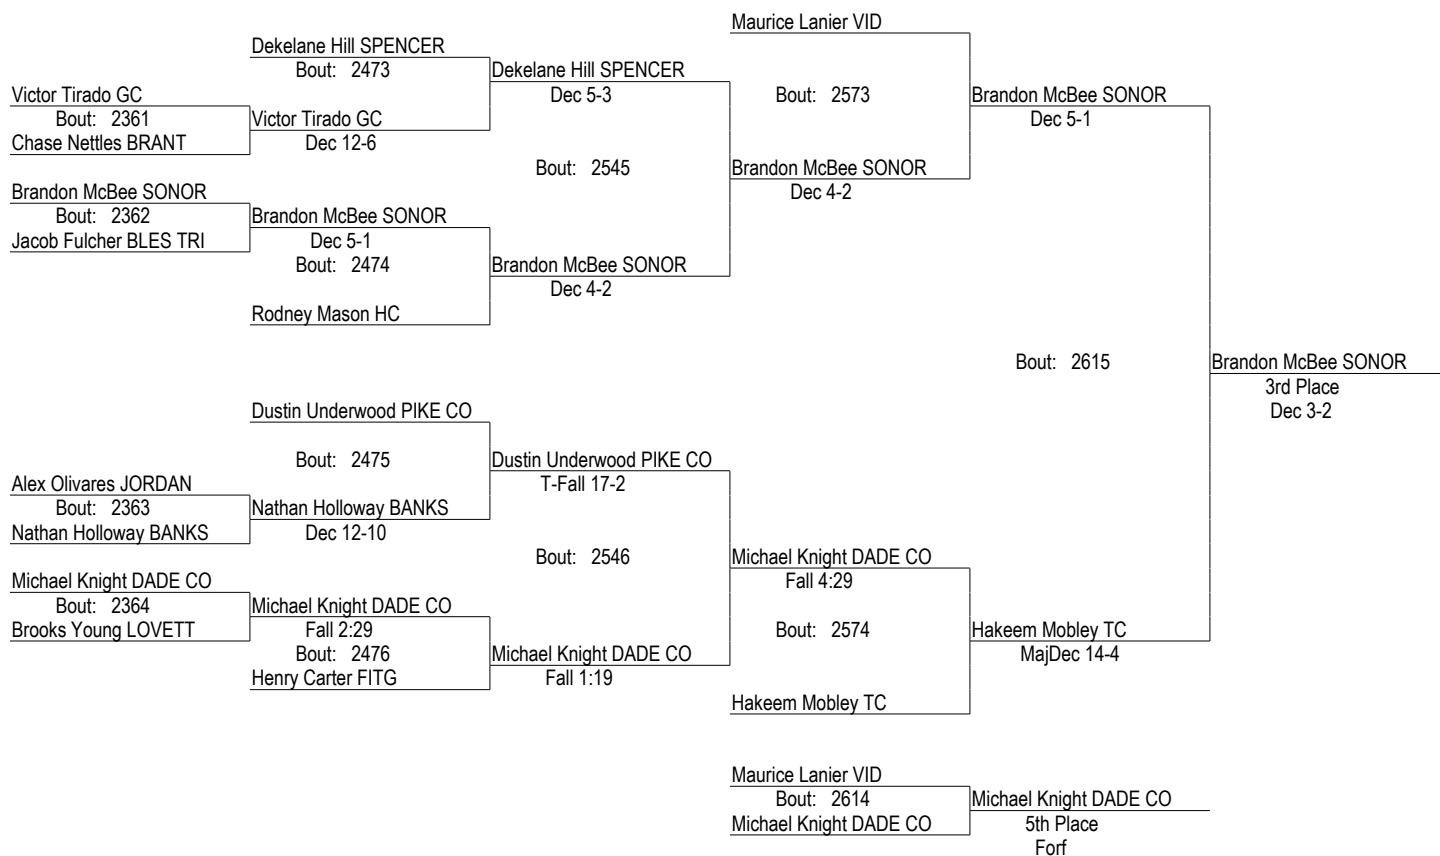 Maurice Lanier VID
Dekelane Hill SPENCER
Bout: 2473
Dekelane Hill SPENCER
Victor Tirado GC
Dec 5-3
Bout: 2573
Brandon McBee SONOR
Bout: 2361
Victor Tirado GC
Dec 5-1
Chase Nettles BRANT
Dec 12-6
Bout: 2545
Brandon McBee SONOR
Brandon McBee SONOR
Dec 4-2
Bout: 2362
Brandon McBee SONOR
Jacob Fulcher BLES TRI
Dec 5-1
Bout: 2474
Brandon McBee SONOR
Dec 4-2
Rodney Mason HC
Bout: 2615
Brandon McBee SONOR
3rd Place
Dec 3-2
Dustin Underwood PIKE CO
Bout: 2475
Dustin Underwood PIKE CO
Alex Olivares JORDAN
T-Fall 17-2
Bout: 2363
Nathan Holloway BANKS
Nathan Holloway BANKS
Dec 12-10
Bout: 2546
Michael Knight DADE CO
Michael Knight DADE CO
Fall 4:29
Bout: 2364
Michael Knight DADE CO
Brooks Young LOVETT
Fall 2:29
Bout: 2574
Hakeem Mobley TC
Bout: 2476
Michael Knight DADE CO
MajDec 14-4
Henry Carter FITG
Fall 1:19
Hakeem Mobley TC
Maurice Lanier VID
Bout: 2614
Michael Knight DADE CO
Michael Knight DADE CO
5th Place
Forf